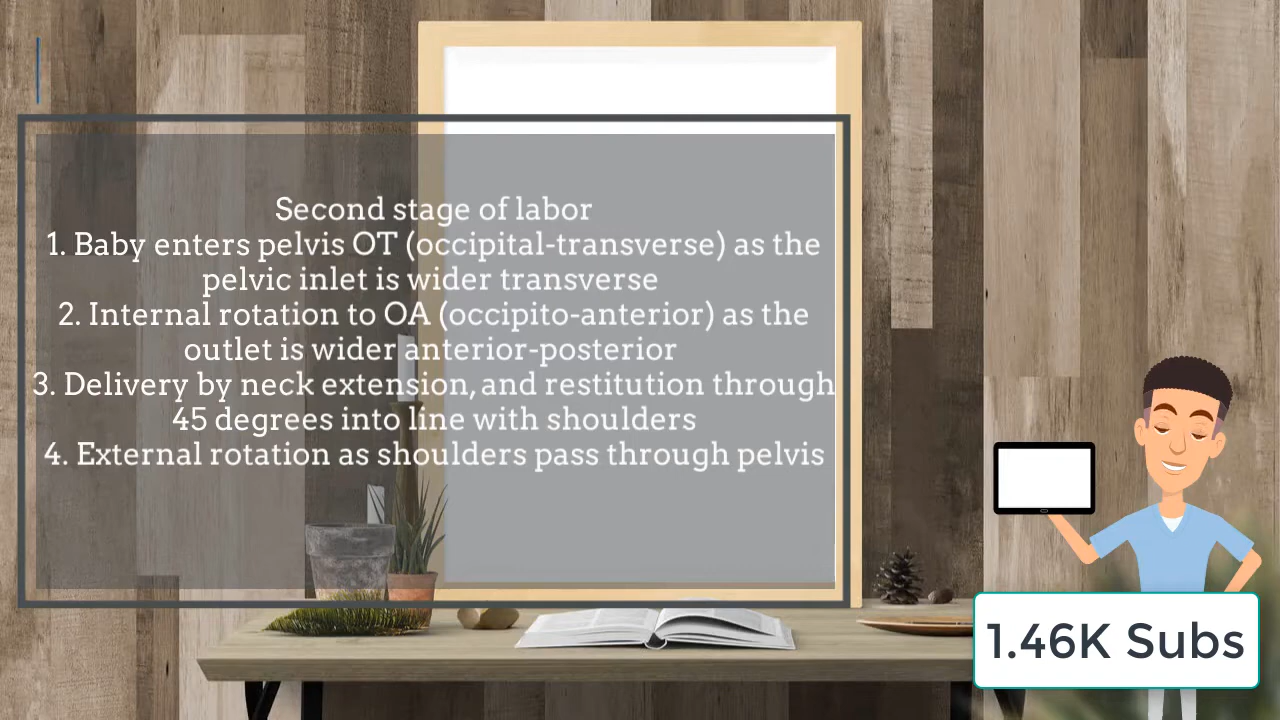 Second stage of labor
1. Baby enters pelvis OT (occipital-transverse) as the
pelvic inlet is wider transverse
2. Internal rotation to OA (occipito-anterior) as the
outlet is wider anterior-posterior
3. Delivery by neck extension, and restitution through
45 degrees into line with shoulders
4. External rotation as shoulders pass through pelvis
1.46K Subs